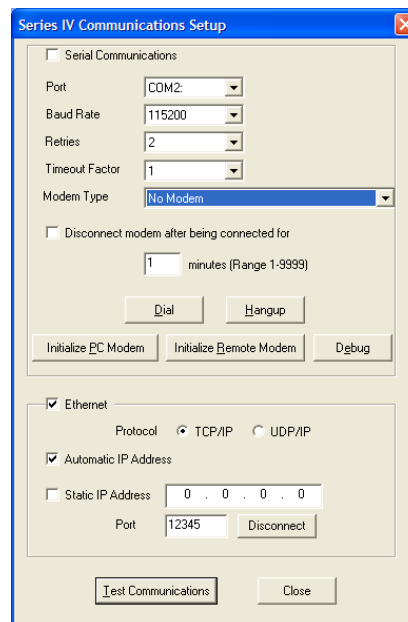 Series IV Communications Setup
Serial Communications
Port COM2:
Baud Rate 115200
Retries 2
Timeout Factor 1
Modem Type No Modem
Disconnect modem after being connected for
1 minutes (Range 1-9999)
Dial Hangup
Initialize PC Modem Initialize Remote Modem Debug
Ethernet
Protocol TCP/IP UDP/IP
Automatic IP Address
Static IP Address 0 . 0 . 0 . 0
Port 12345 Disconnect
Test Communications Close